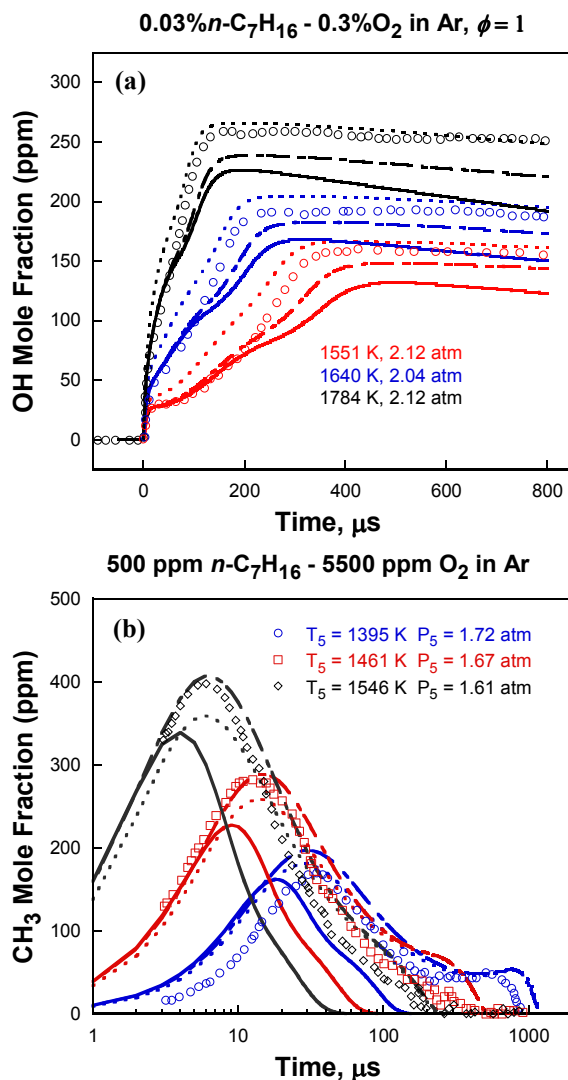 0.03%n-C7H16 - 0.3%O2 in Ar, ϕ = 1
(a)
OH Mole Fraction (ppm)
300
250
200
150
100
50
0
1551 K, 2.12 atm
1640 K, 2.04 atm
1784 K, 2.12 atm
0 200 400 600 800
Time, μs
500 ppm n-C7H16 - 5500 ppm O2 in Ar
(b)
CH3 Mole Fraction (ppm)
500
400
300
200
100
0
T5 = 1395 K P5 = 1.72 atm
T5 = 1461 K P5 = 1.67 atm
T5 = 1546 K P5 = 1.61 atm
1 10 100 1000
Time, μs